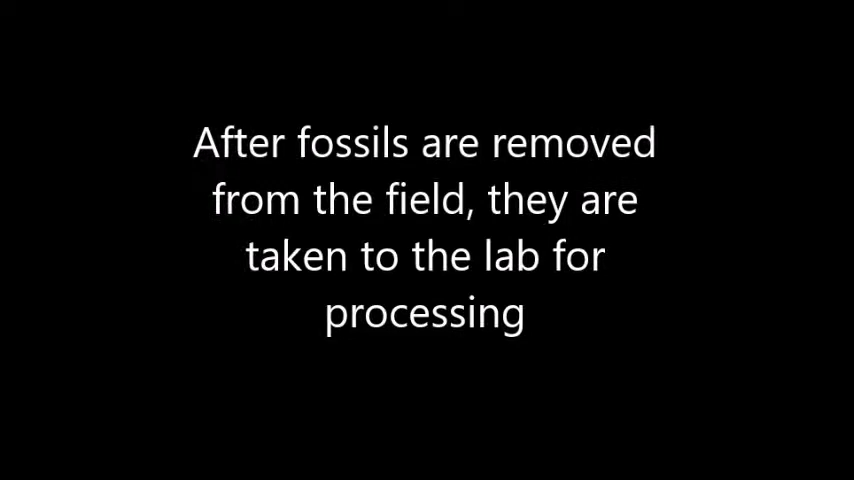 After fossils are removed
from the field, they are
taken to the lab for
processing